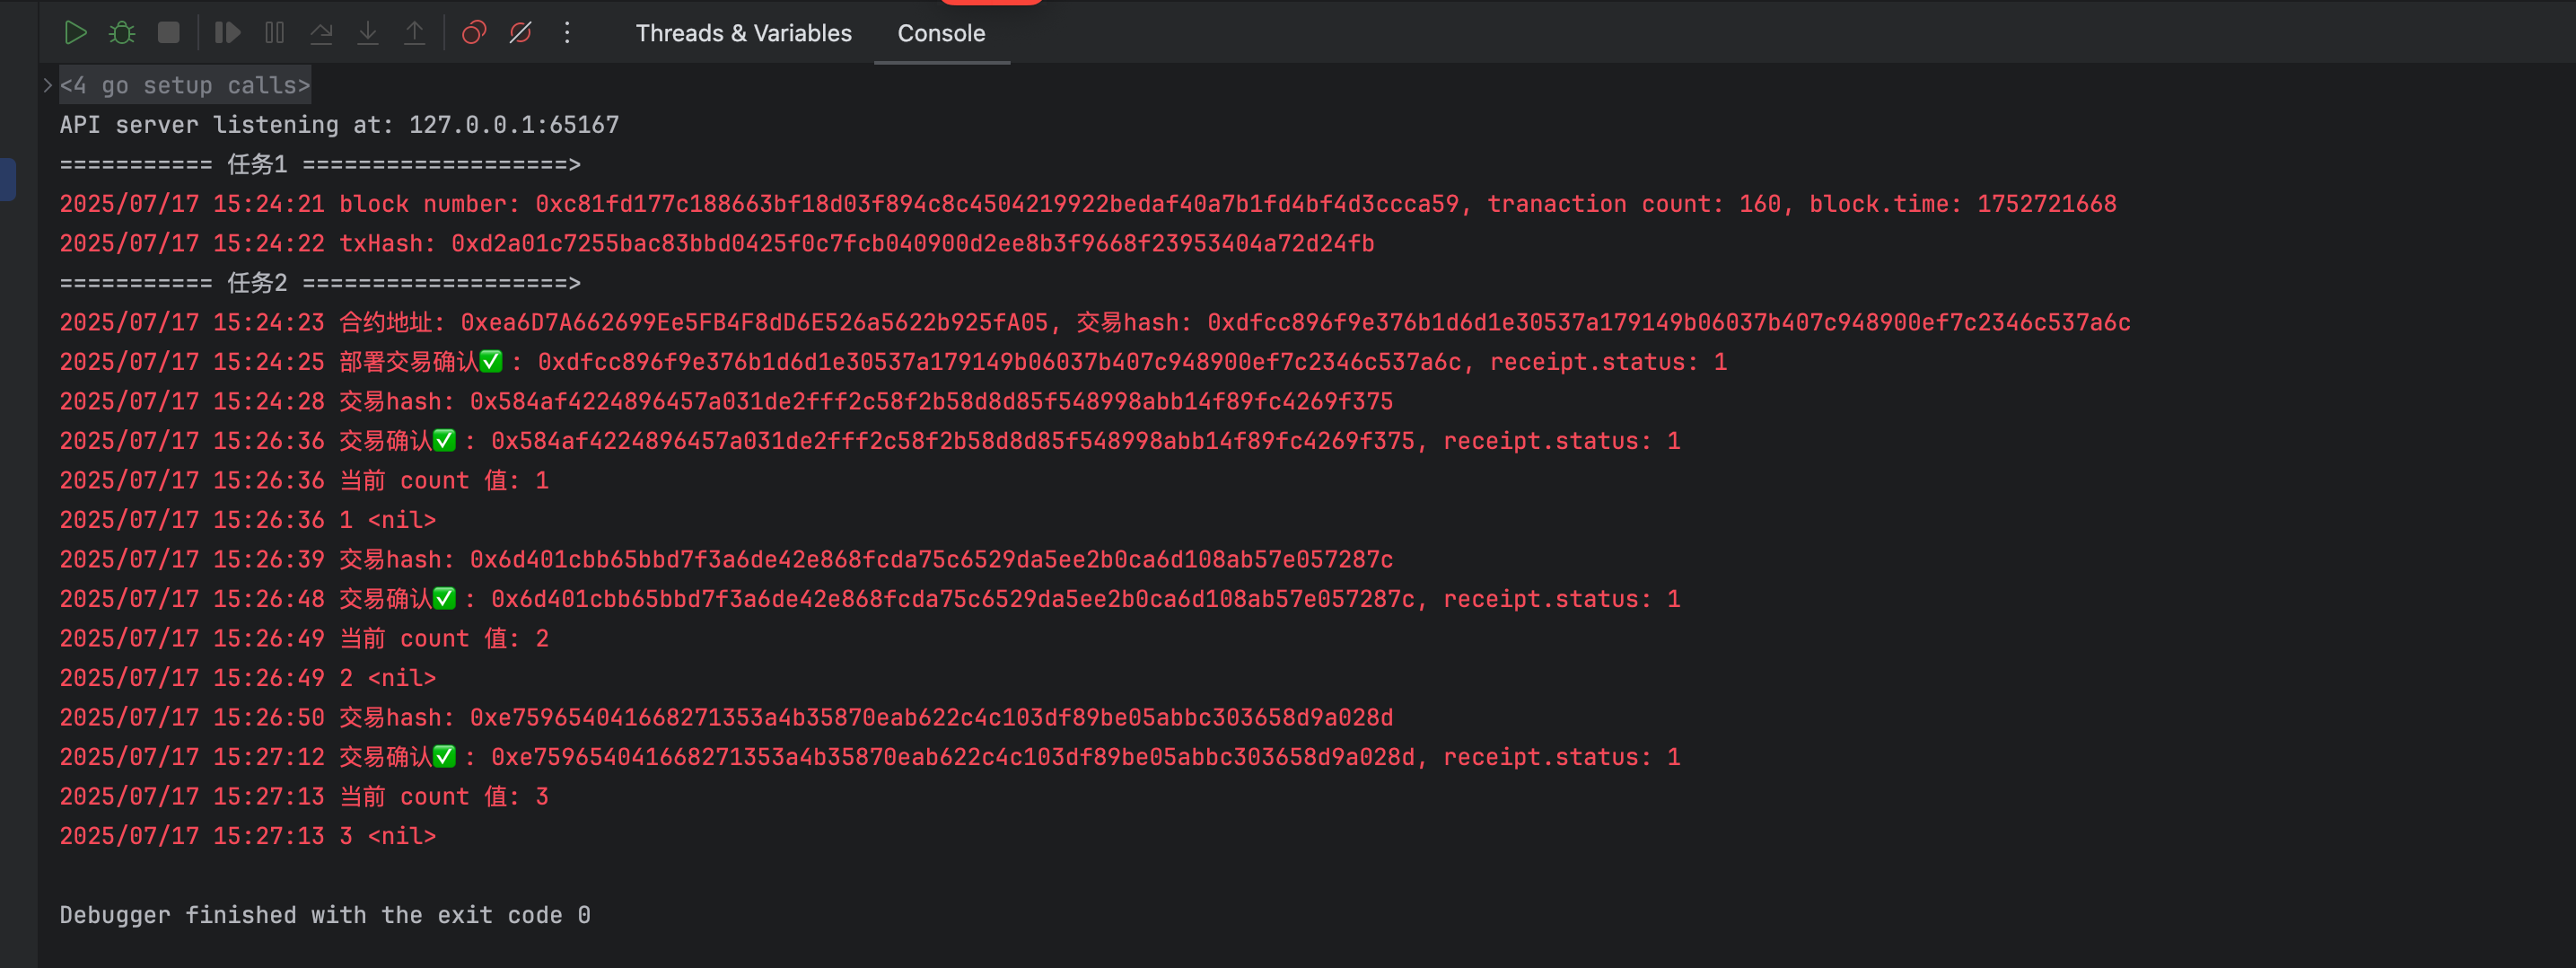 Threads & Variables Console
<4 go setup calls>
API server listening at: 127.0.0.1:65167
=========== 任务1 ===================>
2025/07/17 15:24:21 block number: 0xc81fd177c188663bf18d03f894c8c4504219922bedaf40a7b1fd4bf4d3ccca59, tranaction count: 160, block.time: 1752721668
2025/07/17 15:24:22 txHash: 0xd2a01c7255bac83bbd0425f0c7fcb040900d2ee8b3f9668f23953404a72d24fb
=========== 任务2 ===================>
2025/07/17 15:24:23 合约地址: 0xea6D7A662699Ee5FB4F8dD6E526a5622b925fA05, 交易hash: 0xdfcc896f9e376b1d6d1e30537a179149b06037b407c948900ef7c2346c537a6c
2025/07/17 15:24:25 部署交易确认✅ : 0xdfcc896f9e376b1d6d1e30537a179149b06037b407c948900ef7c2346c537a6c, receipt.status: 1
2025/07/17 15:24:28 交易hash: 0x584af4224896457a031de2fff2c58f2b58d8d85f548998abb14f89fc4269f375
2025/07/17 15:26:36 交易确认✅ : 0x584af4224896457a031de2fff2c58f2b58d8d85f548998abb14f89fc4269f375, receipt.status: 1
2025/07/17 15:26:36 当前 count 值: 1
2025/07/17 15:26:36 1 <nil>
2025/07/17 15:26:39 交易hash: 0x6d401cbb65bbd7f3a6de42e868fcda75c6529da5ee2b0ca6d108ab57e057287c
2025/07/17 15:26:48 交易确认✅ : 0x6d401cbb65bbd7f3a6de42e868fcda75c6529da5ee2b0ca6d108ab57e057287c, receipt.status: 1
2025/07/17 15:26:49 当前 count 值: 2
2025/07/17 15:26:49 2 <nil>
2025/07/17 15:26:50 交易hash: 0xe759654041668271353a4b35870eab622c4c103df89be05abbc303658d9a028d
2025/07/17 15:27:12 交易确认✅ : 0xe759654041668271353a4b35870eab622c4c103df89be05abbc303658d9a028d, receipt.status: 1
2025/07/17 15:27:13 当前 count 值: 3
2025/07/17 15:27:13 3 <nil>
Debugger finished with the exit code 0